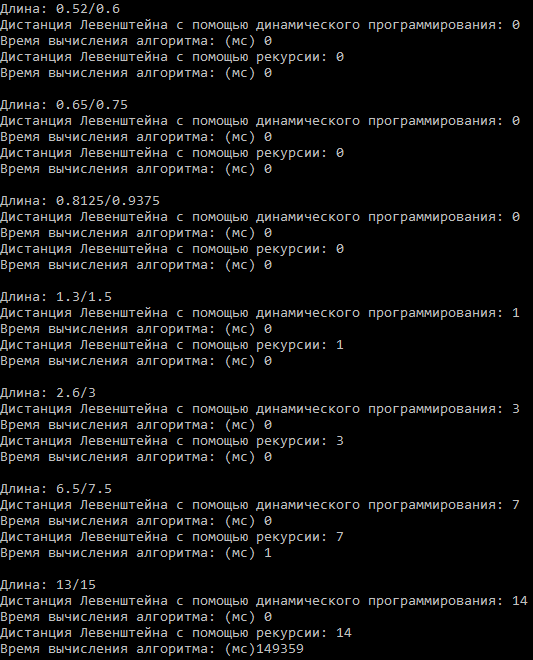 Длина: 0.52/0.6
Дистанция Левенштейна с помощью динамического программирования: 0
Время вычисления алгоритма: (мс) 0
Дистанция Левенштейна с помощью рекурсии: 0
Время вычисления алгоритма: (мс) 0
Длина: 0.65/0.75
Дистанция Левенштейна с помощью динамического программирования: 0
Время вычисления алгоритма: (мс) 0
Дистанция Левенштейна с помощью рекурсии: 0
Время вычисления алгоритма: (мс) 0
Длина: 0.8125/0.9375
Дистанция Левенштейна с помощью динамического программирования: 0
Время вычисления алгоритма: (мс) 0
Дистанция Левенштейна с помощью рекурсии: 0
Время вычисления алгоритма: (мс) 0
Длина: 1.3/1.5
Дистанция Левенштейна с помощью динамического программирования: 1
Время вычисления алгоритма: (мс) 0
Дистанция Левенштейна с помощью рекурсии: 1
Время вычисления алгоритма: (мс) 0
Длина: 2.6/3
Дистанция Левенштейна с помощью динамического программирования: 3
Время вычисления алгоритма: (мс) 0
Дистанция Левенштейна с помощью рекурсии: 3
Время вычисления алгоритма: (мс) 0
Длина: 6.5/7.5
Дистанция Левенштейна с помощью динамического программирования: 7
Время вычисления алгоритма: (мс) 0
Дистанция Левенштейна с помощью рекурсии: 7
Время вычисления алгоритма: (мс) 1
Длина: 13/15
Дистанция Левенштейна с помощью динамического программирования: 14
Время вычисления алгоритма: (мс) 0
Дистанция Левенштейна с помощью рекурсии: 14
Время вычисления алгоритма: (мс)149359